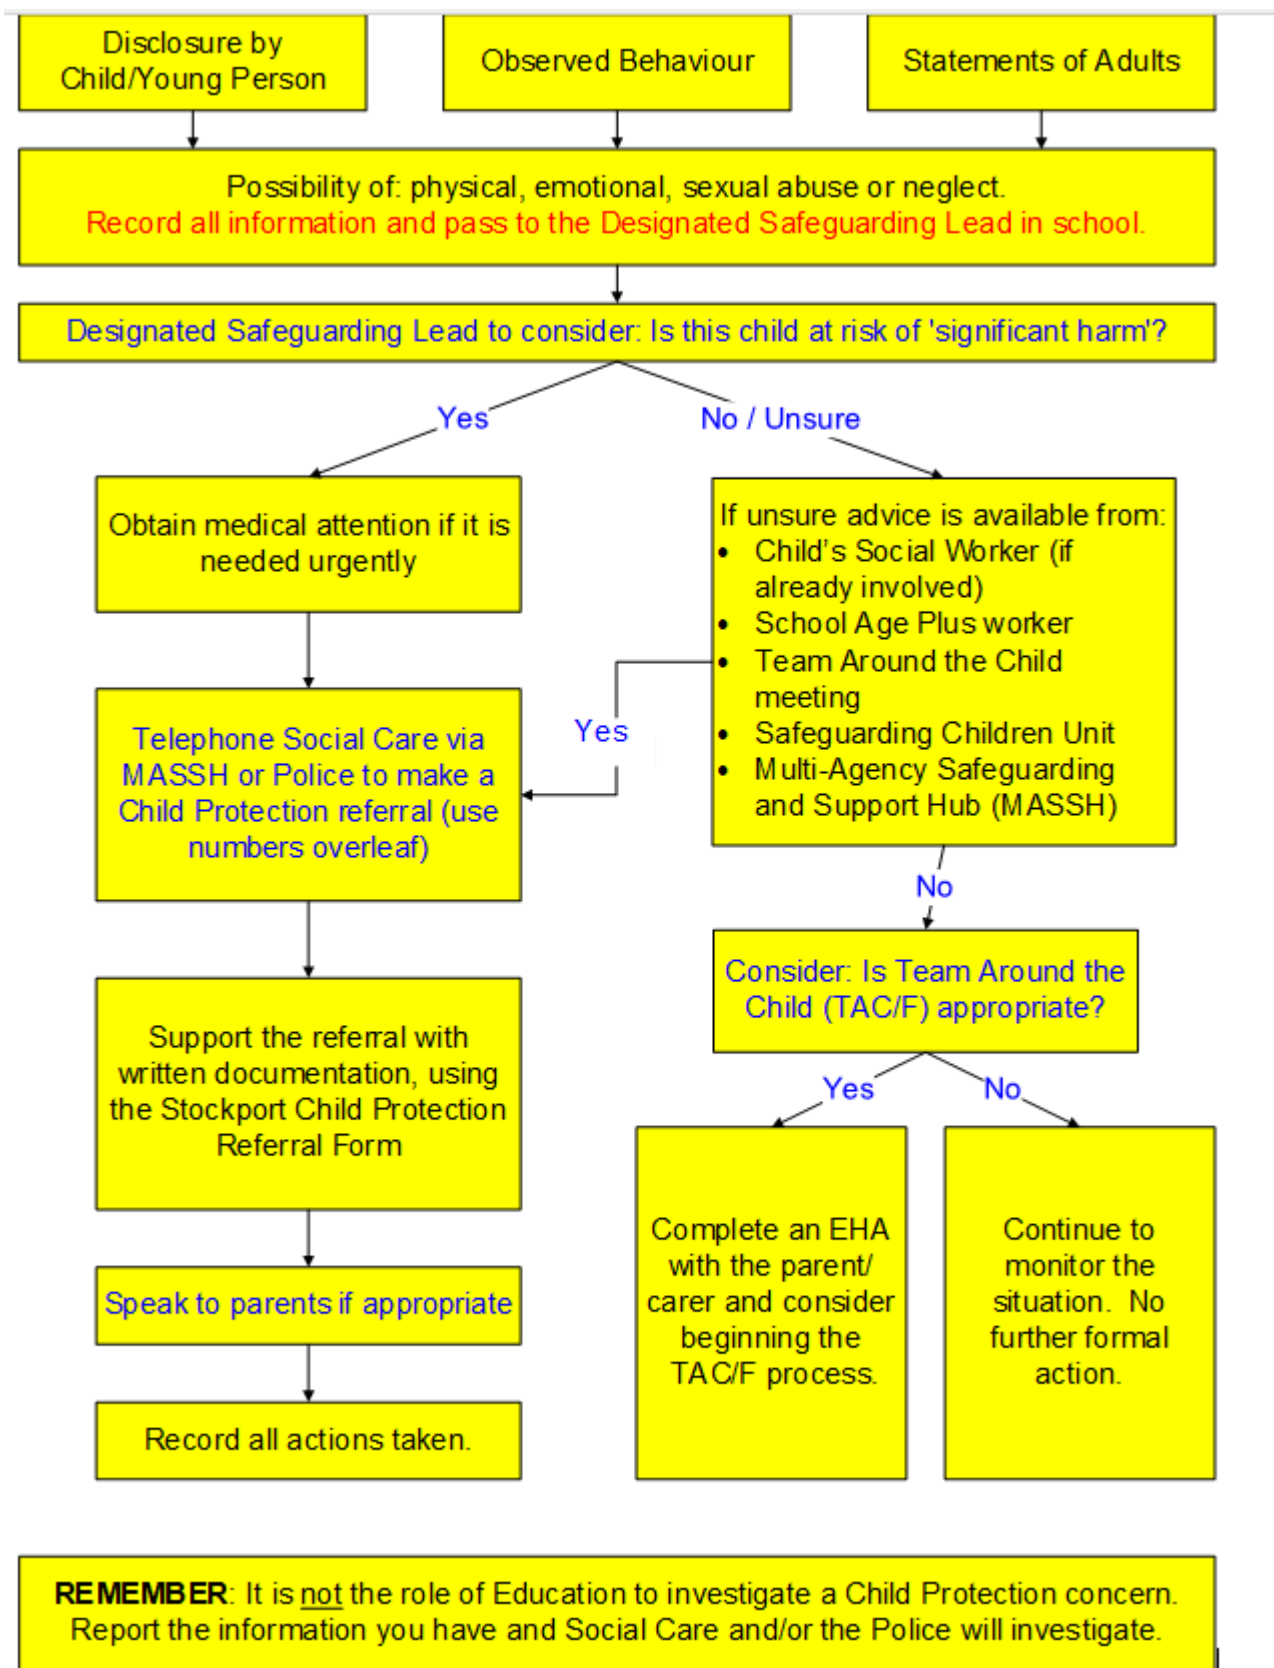 Disclosure by
Child/Young Person
Observed Behaviour
Statements of Adults
Possibility of: physical, emotional, sexual abuse or neglect.
Record all information and pass to the Designated Safeguarding Lead in school.
Designated Safeguarding Lead to consider: Is this child at risk of 'significant harm'?
Yes
No / Unsure
Obtain medical attention if it is
needed urgently
If unsure advice is available from:
• Child's Social Worker (if
already involved)
• School Age Plus worker
• Team Around the Child
meeting
• Safeguarding Children Unit
• Multi-Agency Safeguarding
and Support Hub (MASSH)
Yes
Telephone Social Care via
MASSH or Police to make a
Child Protection referral (use
numbers overleaf)
No
Consider: Is Team Around the
Child (TAC/F) appropriate?
Support the referral with
written documentation, using
the Stockport Child Protection
Referral Form
Yes
No
Complete an EHA
with the parent/
carer and consider
beginning the
TAC/F process.
Continue to
monitor the
situation.  No
further formal
action.
Speak to parents if appropriate
Record all actions taken.
REMEMBER: It is not the role of Education to investigate a Child Protection concern.
Report the information you have and Social Care and/or the Police will investigate.